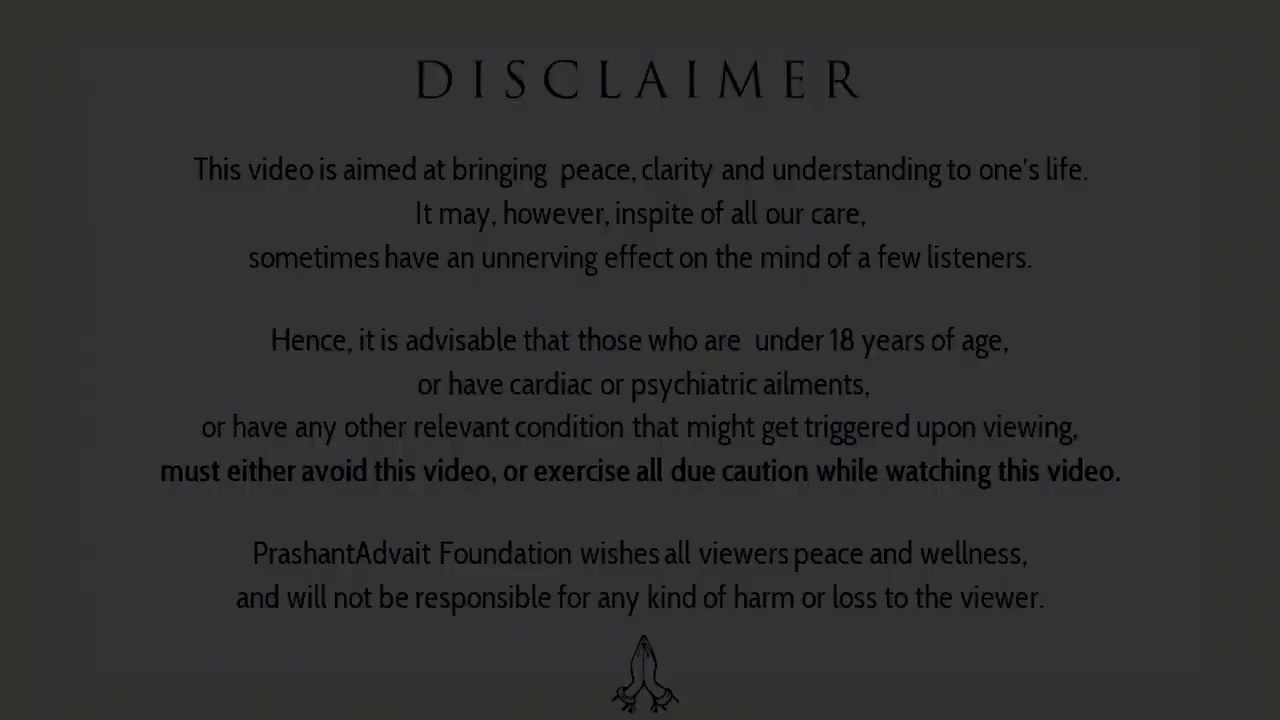 DISCLAIMER
This video is aimed at bringing peace, clarity and understanding to one's life.
It may, however, inspite of all our care,
sometimes have an unnerving effect on the mind of a few listeners.
Hence, it is advisable that those who are under 18 years of age,
or have cardiac or psychiatric ailments,
or have any other relevant condition that might get triggered upon viewing,
must either avoid this video, or exercise all due caution while watching this video.
PrashantAdvait Foundation wishes all viewers peace and wellness,
and will not be responsible for any kind of harm or loss to the viewer.